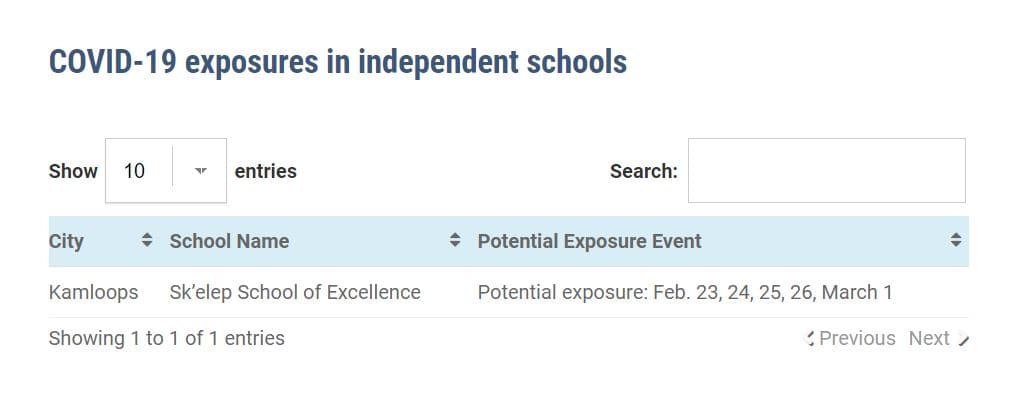 COVID-19 exposures in independent schools
Show 10 entries Search:
City School Name Potential Exposure Event
Kamloops Sk’elep School of Excellence Potential exposure: Feb. 23, 24, 25, 26, March 1
Showing 1 to 1 of 1 entries Previous Next